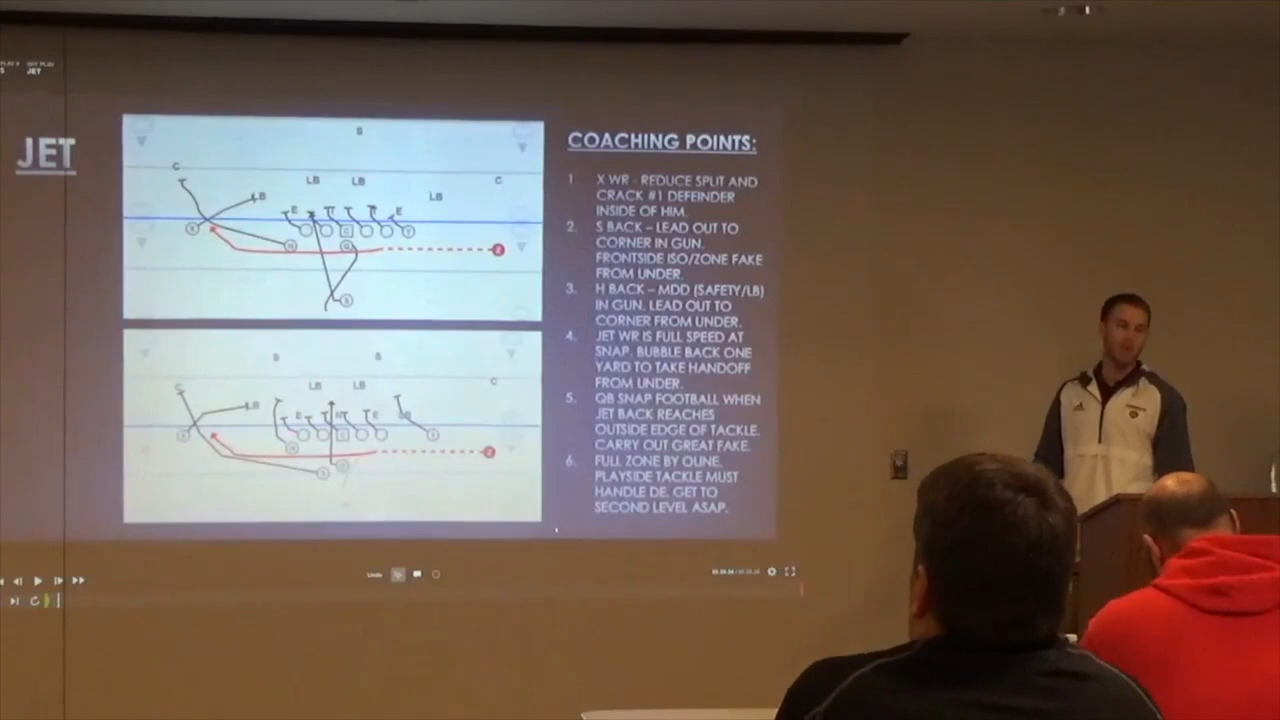 JET
JET
COACHING POINTS:
1 X WR - REDUCE SPLIT AND
CRACK #1 DEFEINDER
INSIDE OF HIM.
2. S BACK – LEAD OUT TO
CORNER IN GUN.
FRONTSIDE ISO/ZONE FAKE
FROM UNDER.
3. H BACK – MDD (SAFETY/LB)
IN GUN. LEAD OUT TO
CORNER FROM UNDER.
4. JET WR IS FULL SPEED AT
SNAP. BUBBLE BACK ONE
YARD TO TAKE HANDOFF
FROM UNDER.
5. QB SNAP FOOTBALL WHEN
JET BACK REACHES
OUTSIDE EDGE OF TACKLE.
CARRY OUT GREAT FAKE.
6. FULL ZONE BY OLINE.
PLAYSIDE TACKLE MUST
HANDLE DE. GET TO
SECOND LEVEL ASAP.
S
C LB LB C
LB LB
E E
X H C Q Z
S
S S
LB LB C
C LB
E E
C Z
Undo